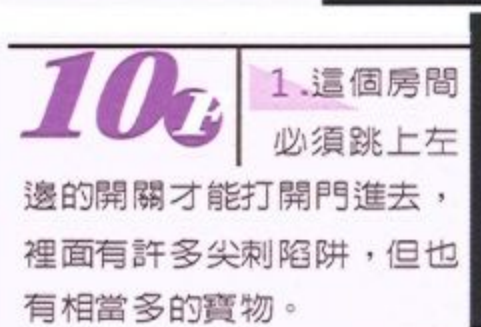 10F
1.這個房間
必須跳上左
邊的開關才能打開門進去，
裡面有許多尖刺陷阱，但也
有相當多的寶物。